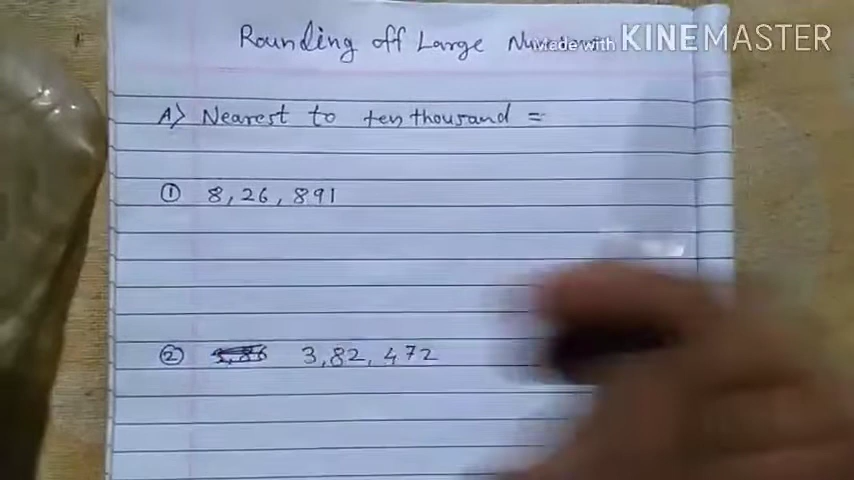 Rounding off Large
Made with KINEMASTER
A> Nearest to ten thousand =
① 8,26,891
② 3,82,472